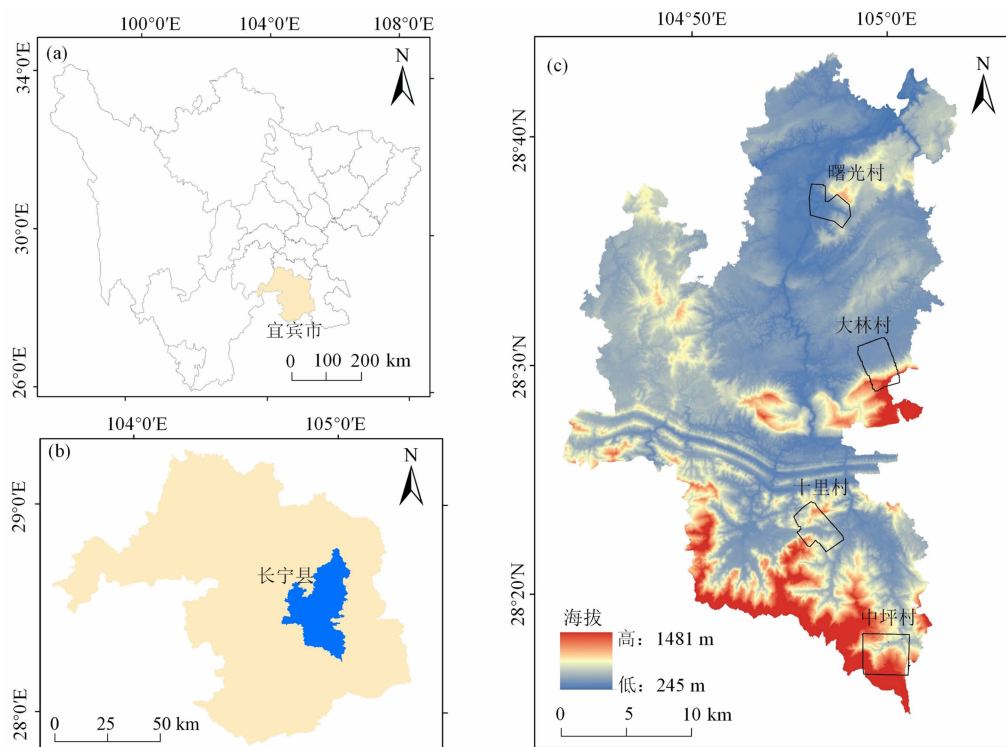 100°0′E 104°0′E 108°0′E
(a)
N
34°0′E
30°0′E
26°0′E
宜宾市
0 100 200 km
104°0′E 105°0′E
(b)
N
29°0′E
28°0′E
长宁县
0 50 50 km
104°50′E 105°0′E
(c)
N
28°40′N
曙光村
大林村
28°30′N
十里村
28°20′N
中坪村
海拔
高：1481 m
低：245 m
0 5 10 km